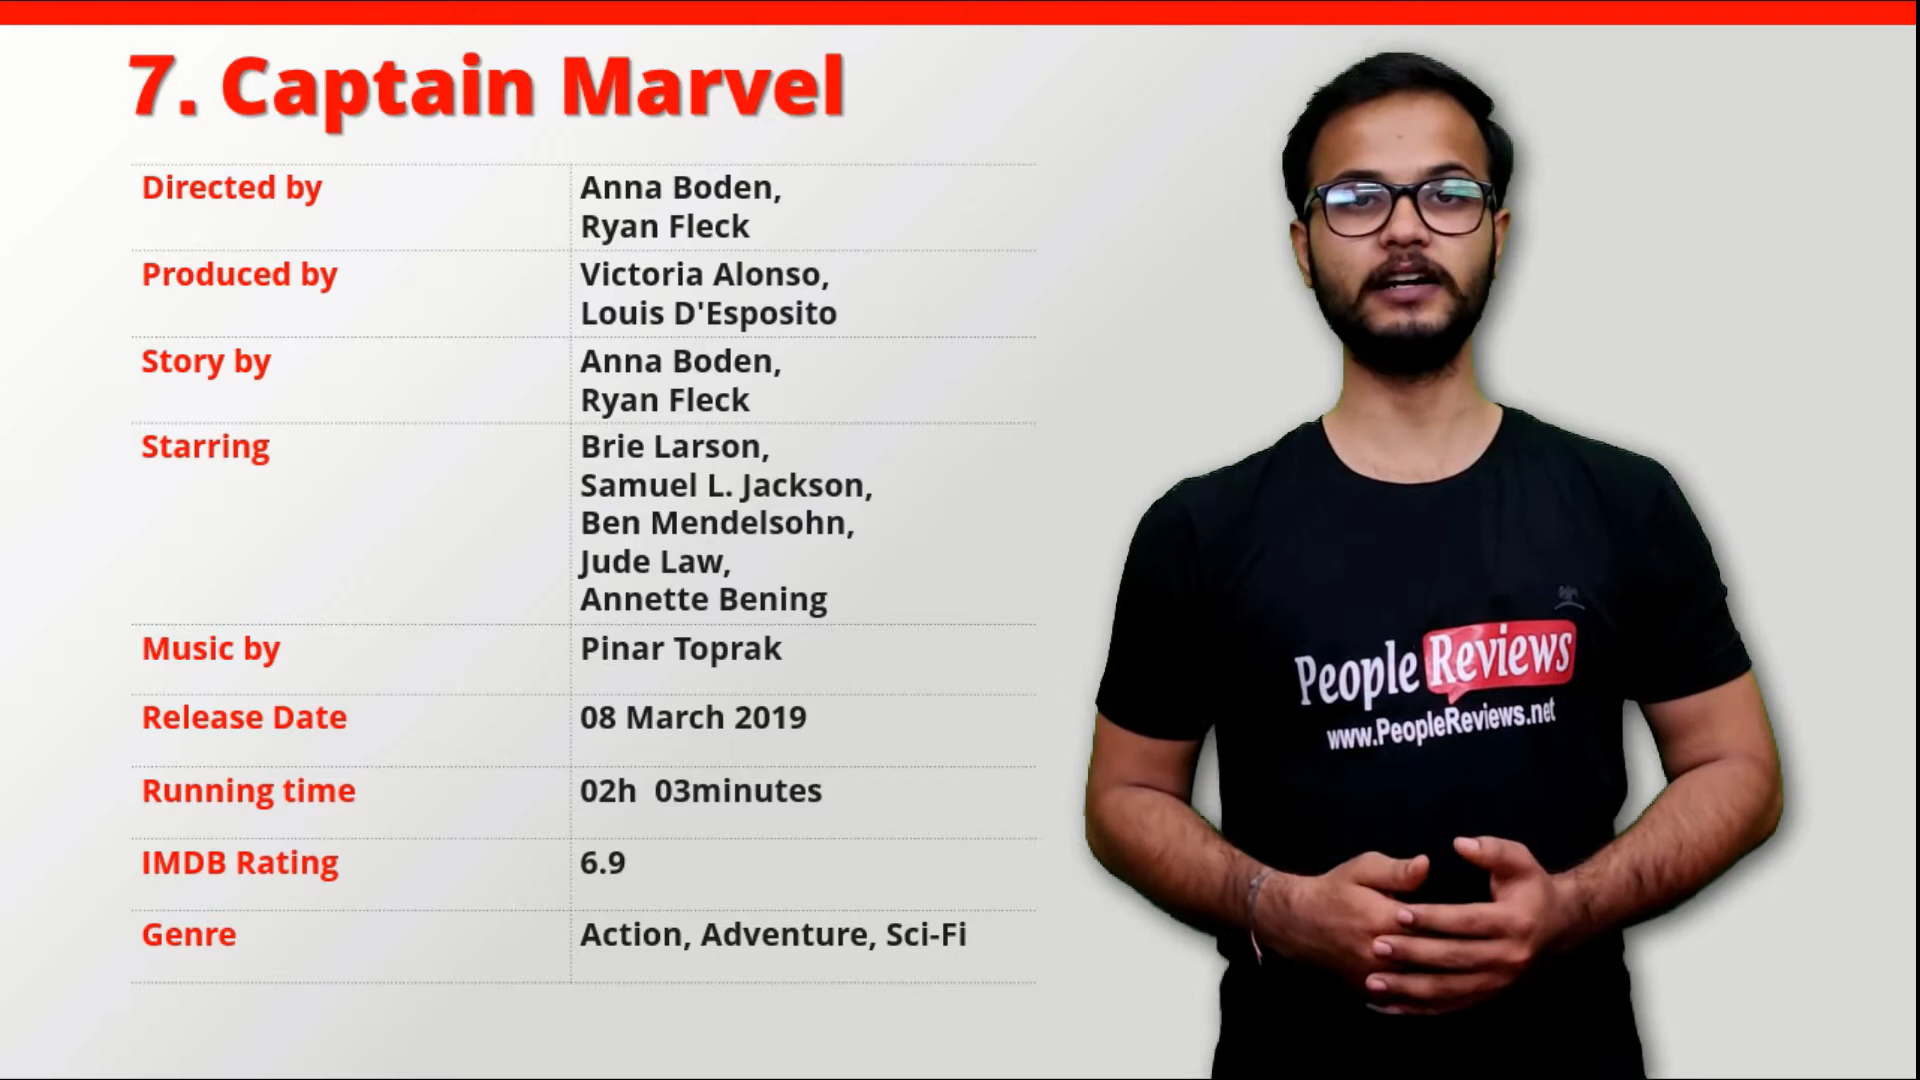 7. Captain Marvel
Directed by
Anna Boden,
Ryan Fleck
Produced by
Victoria Alonso,
Louis D'Esposito
Story by
Anna Boden,
Ryan Fleck
Starring
Brie Larson,
Samuel L. Jackson,
Ben Mendelsohn,
Jude Law,
Annette Bening
Music by
Pinar Toprak
Release Date
08 March 2019
Running time
02h 03minutes
IMDB Rating
6.9
Genre
Action, Adventure, Sci-Fi
People Reviews
www.PeopleReviews.net